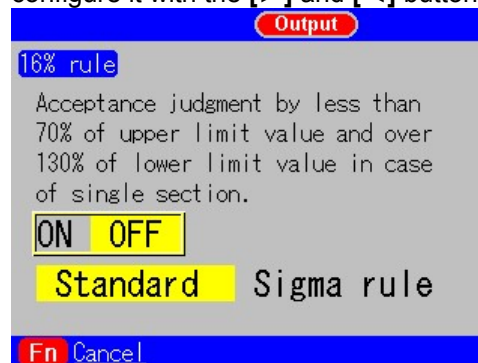 configure it with the [>] and [<] button
Output
16% rule
Acceptance judgment by less than
70% of upper limit value and over
130% of lower limit value in case
of single section.
ON OFF
Standard Sigma rule
Fn Cancel